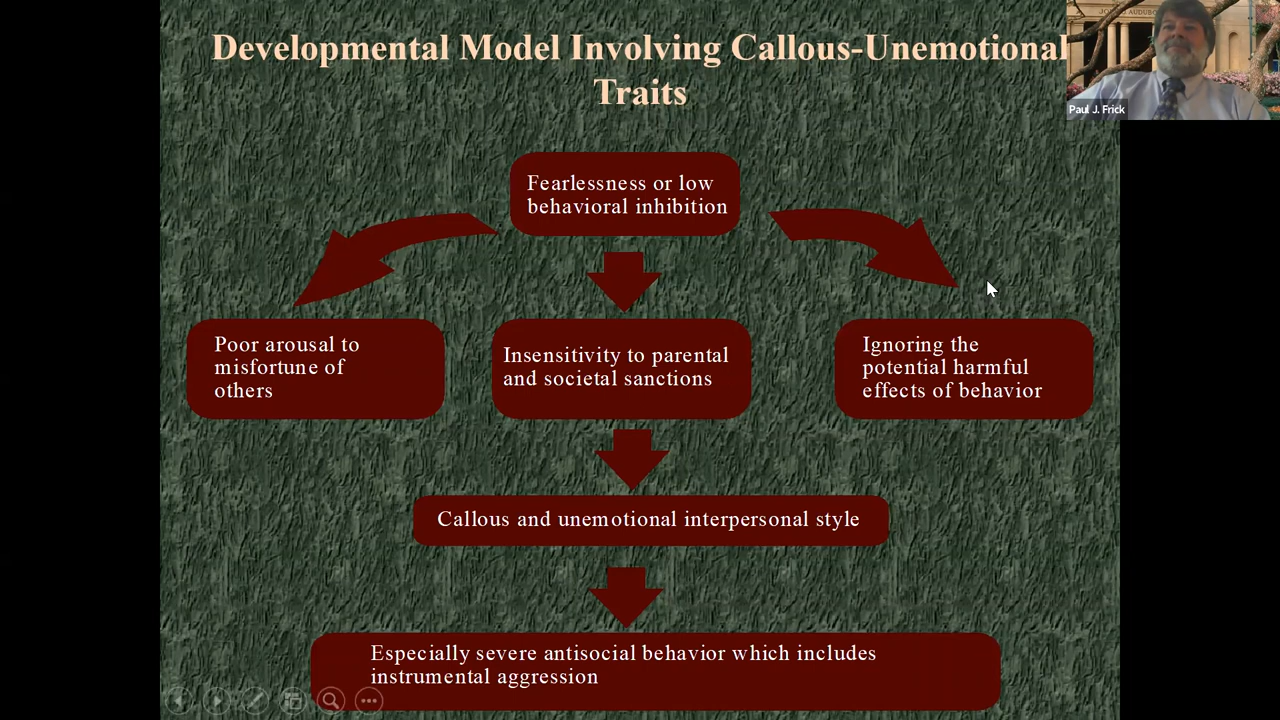 Developmental Model Involving Callous-Unemotional
Traits
Paul J. Frick
Fearlessness or low
behavioral inhibition
Poor arousal to
misfortune of
others
Insensitivity to parental
and societal sanctions
Ignoring the
potential harmful
effects of behavior
Callous and unemotional interpersonal style
Especially severe antisocial behavior which includes
instrumental aggression